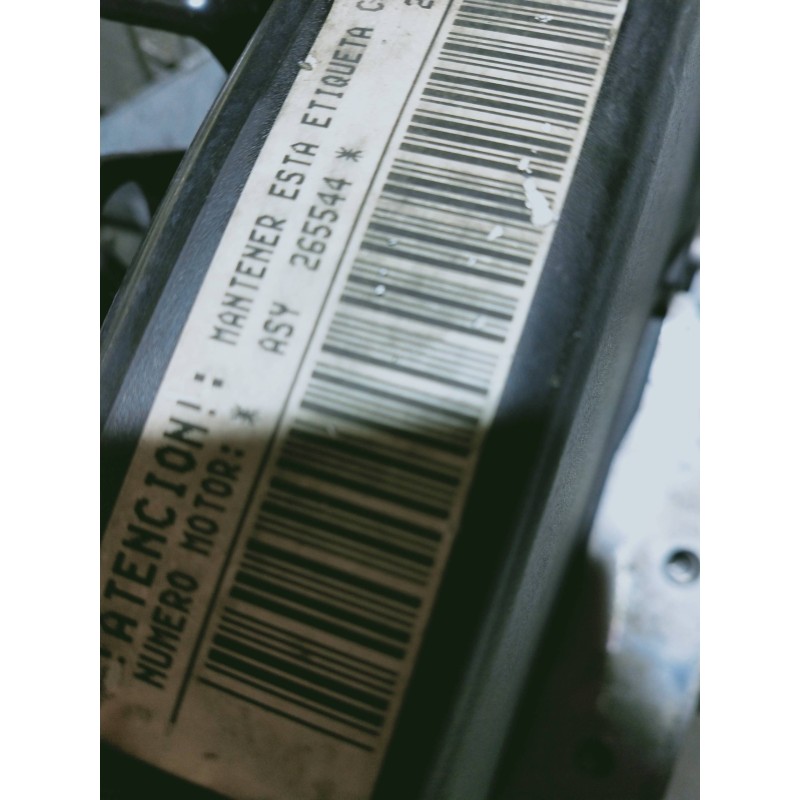 ¡ATENCION!: MANTENER ESTA ETIQUETA C
NUMERO MOTOR: * ASY 265544 *